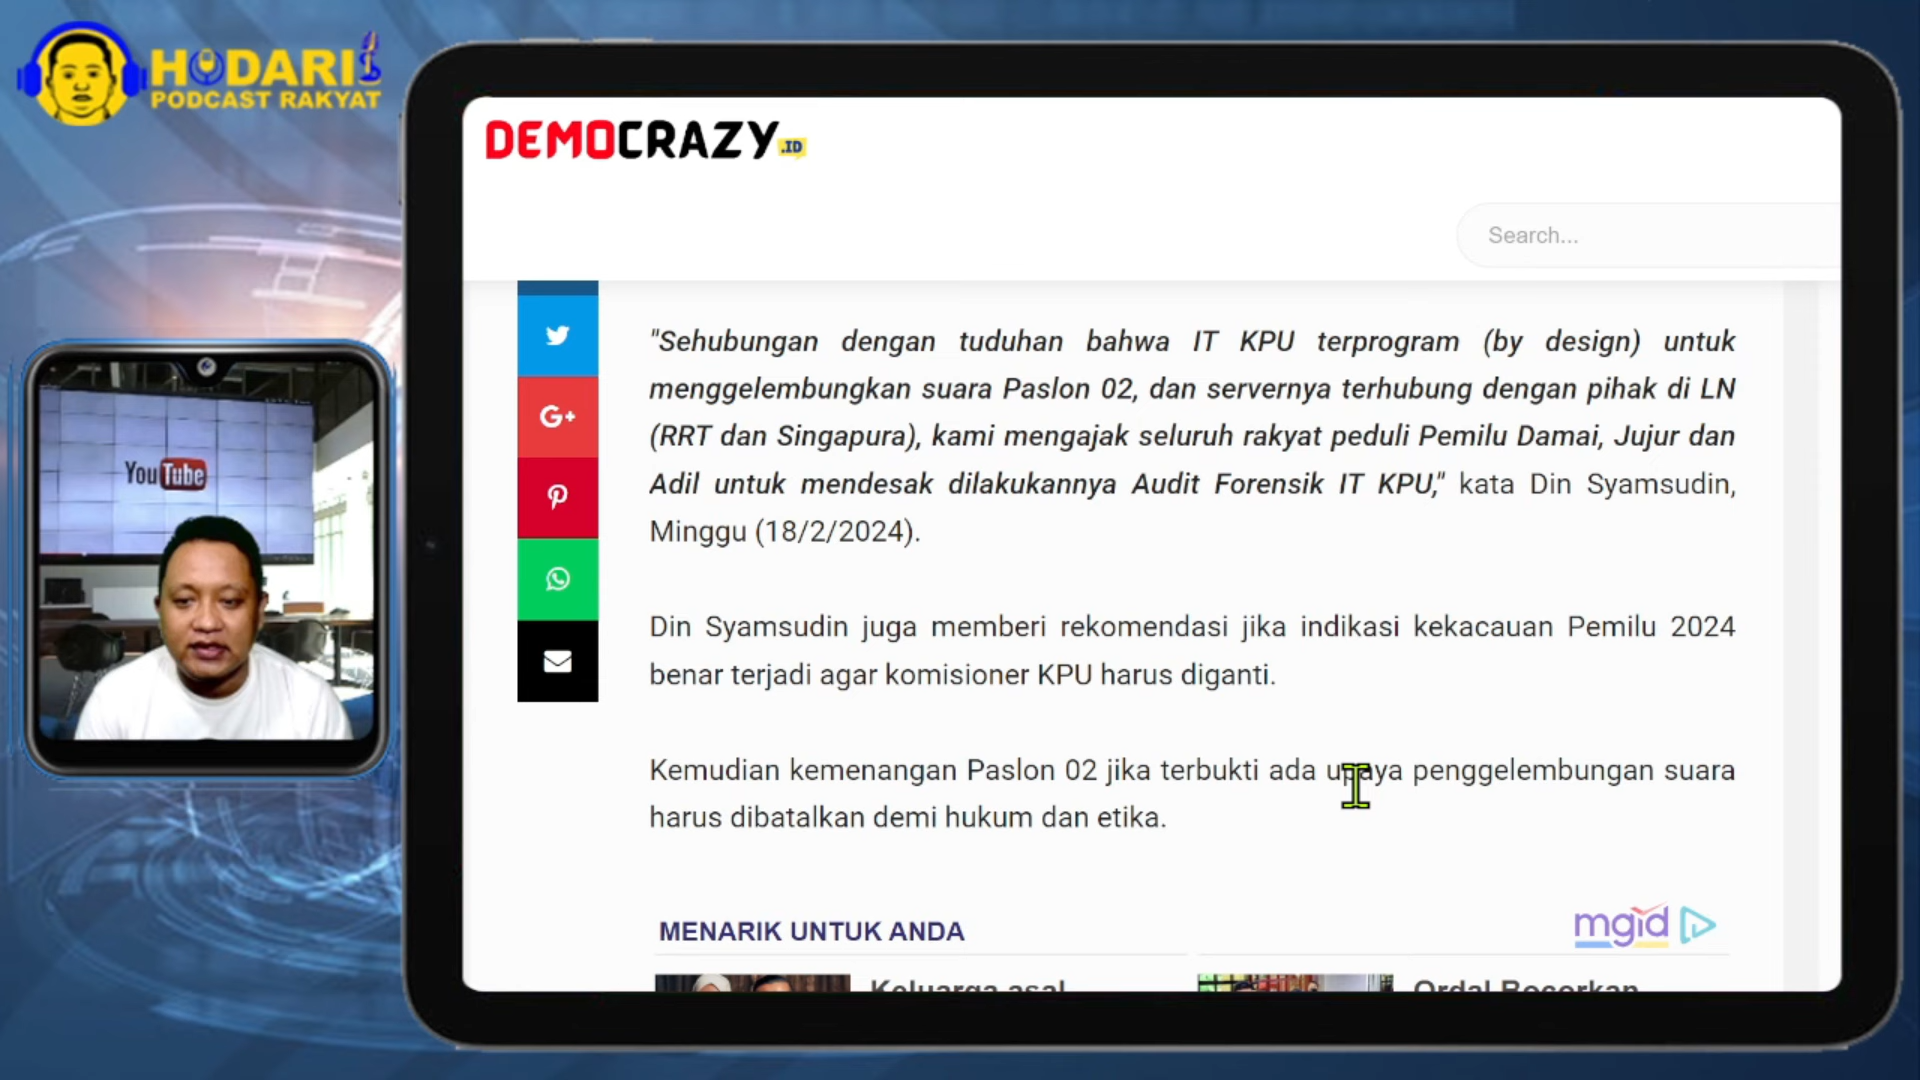 HODARI
PODCAST RAKYAT
DEMOCRAZY.ID
Search...
"Sehubungan dengan tuduhan bahwa IT KPU terprogram (by design) untuk
menggelembungkan suara Paslon 02, dan servernya terhubung dengan pihak di LN
(RRT dan Singapura), kami mengajak seluruh rakyat peduli Pemilu Damai, Jujur dan
Adil untuk mendesak dilakukannya Audit Forensik IT KPU," kata Din Syamsudin,
Minggu (18/2/2024).
Din Syamsudin juga memberi rekomendasi jika indikasi kekacauan Pemilu 2024
benar terjadi agar komisioner KPU harus diganti.
Kemudian kemenangan Paslon 02 jika terbukti ada upaya penggelembungan suara
harus dibatalkan demi hukum dan etika.
MENARIK UNTUK ANDA
mgid
Keluarga asal
Ordal Bocorkan
G+
YouTube